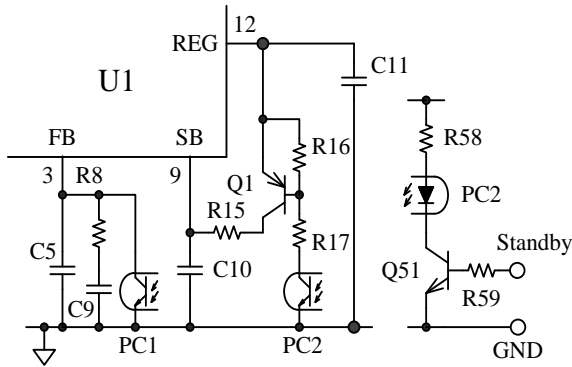 12
REG
U1
C11
FB
SB
R16
R58
3
R8
9
Q1
PC2
R15
R17
Standby
C5
C10
Q51
C9
R59
PC1
PC2
GND